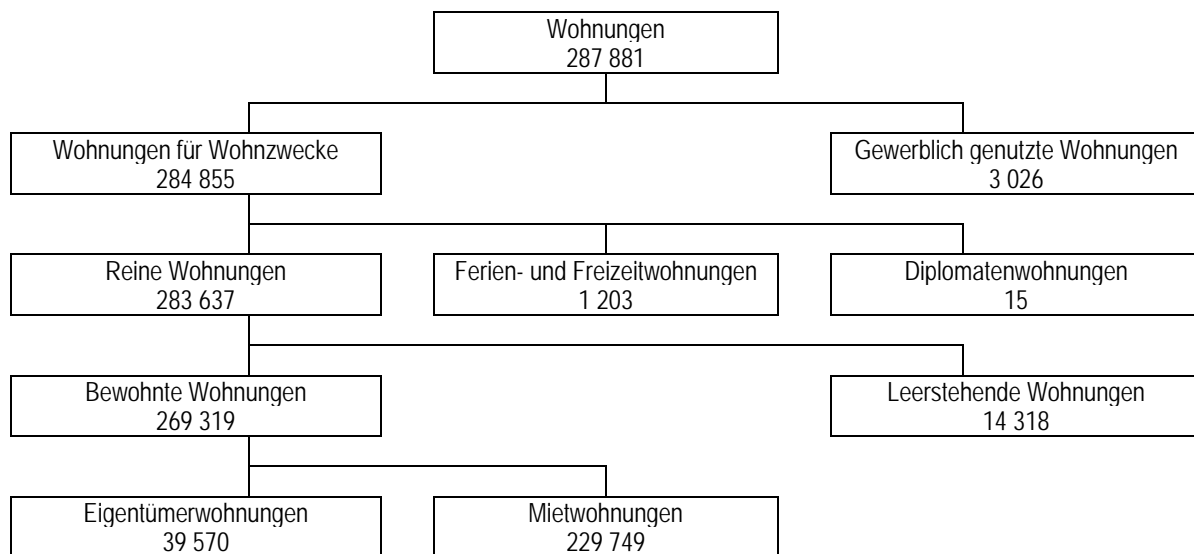 Wohnungen
287 881
Wohnungen für Wohnzwecke
284 855
Gewerblich genutzte Wohnungen
3 026
Reine Wohnungen
283 637
Ferien- und Freizeitwohnungen
1 203
Diplomatenwohnungen
15
Bewohnte Wohnungen
269 319
Leerstehende Wohnungen
14 318
Eigentümerwohnungen
39 570
Mietwohnungen
229 749